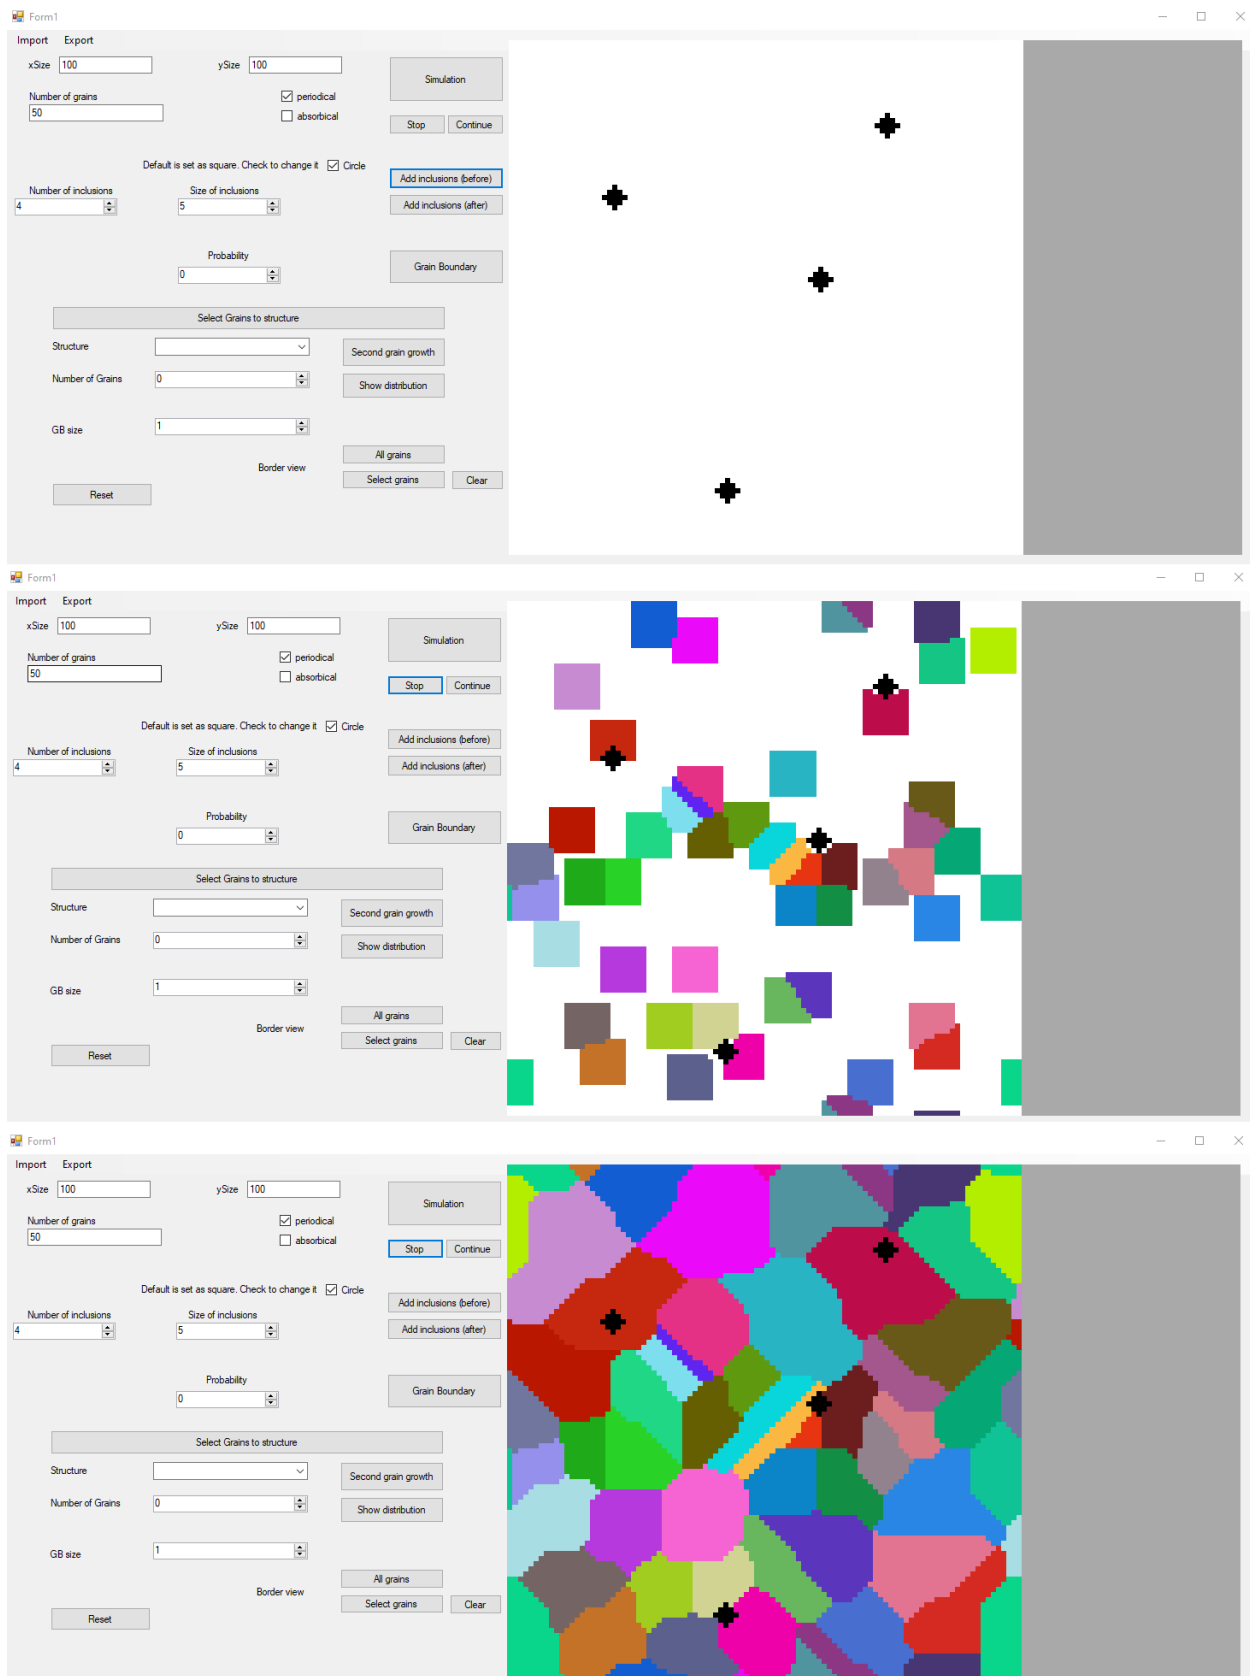 Form1
Import Export
xSize 100 ySize 100
Simulation
Number of grains
50
periodical
absorbical
Stop Continue
Default is set as square. Check to change it Circle
Add inclusions (before)
Number of inclusions Size of inclusions
4 5
Add inclusions (after)
Probability
0
Grain Boundary
Select Grains to structure
Structure
Second grain growth
Number of Grains 0
Show distribution
GB size 1
All grains
Border view
Select grains Clear
Reset
Form1
Import Export
xSize 100 ySize 100
Simulation
Number of grains
50
periodical
absorbical
Stop Continue
Default is set as square. Check to change it Circle
Add inclusions (before)
Number of inclusions Size of inclusions
4 5
Add inclusions (after)
Probability
0
Grain Boundary
Select Grains to structure
Structure
Second grain growth
Number of Grains 0
Show distribution
GB size 1
All grains
Border view
Select grains Clear
Reset
Form1
Import Export
xSize 100 ySize 100
Simulation
Number of grains
50
periodical
absorbical
Stop Continue
Default is set as square. Check to change it Circle
Add inclusions (before)
Number of inclusions Size of inclusions
4 5
Add inclusions (after)
Probability
0
Grain Boundary
Select Grains to structure
Structure
Second grain growth
Number of Grains 0
Show distribution
GB size 1
All grains
Border view
Select grains Clear
Reset